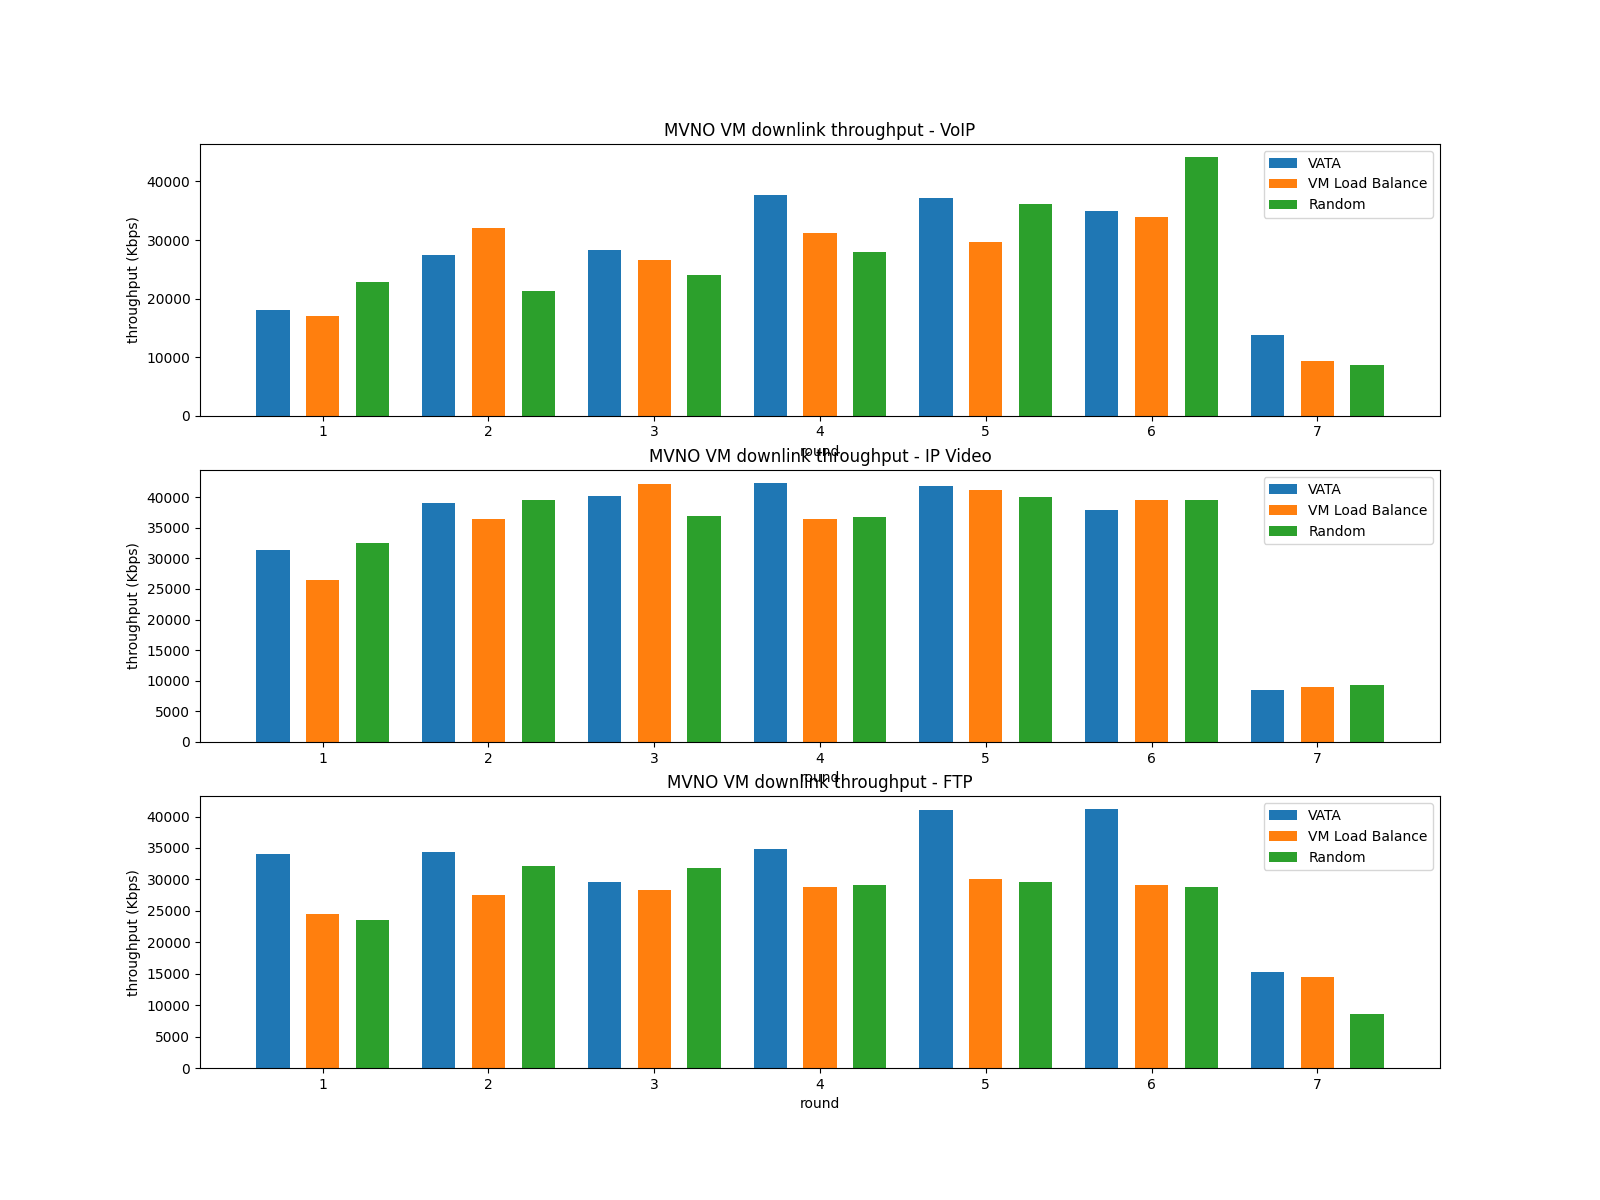 MVNO VM downlink throughput - VoIP
throughput (Kbps)
40000
30000
20000
10000
0
VATA
VM Load Balance
Random
1 2 3 4 5 6 7
round
MVNO VM downlink throughput - IP Video
throughput (Kbps)
40000
35000
30000
25000
20000
15000
10000
5000
0
VATA
VM Load Balance
Random
1 2 3 4 5 6 7
round
MVNO VM downlink throughput - FTP
throughput (Kbps)
40000
35000
30000
25000
20000
15000
10000
5000
0
VATA
VM Load Balance
Random
1 2 3 4 5 6 7
round